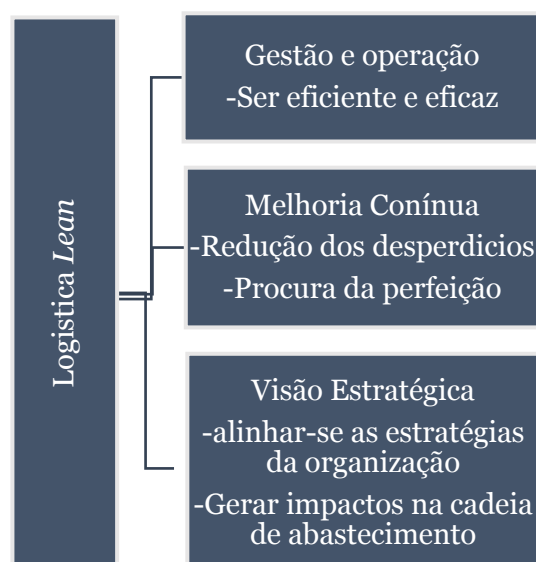 Logistica Lean
Gestão e operação
-Ser eficiente e eficaz
Melhoria Conínua
-Redução dos desperdicios
-Procura da perfeição
Visão Estratégica
-alinhar-se as estratégias
da organização
-Gerar impactos na cadeia
de abastecimento